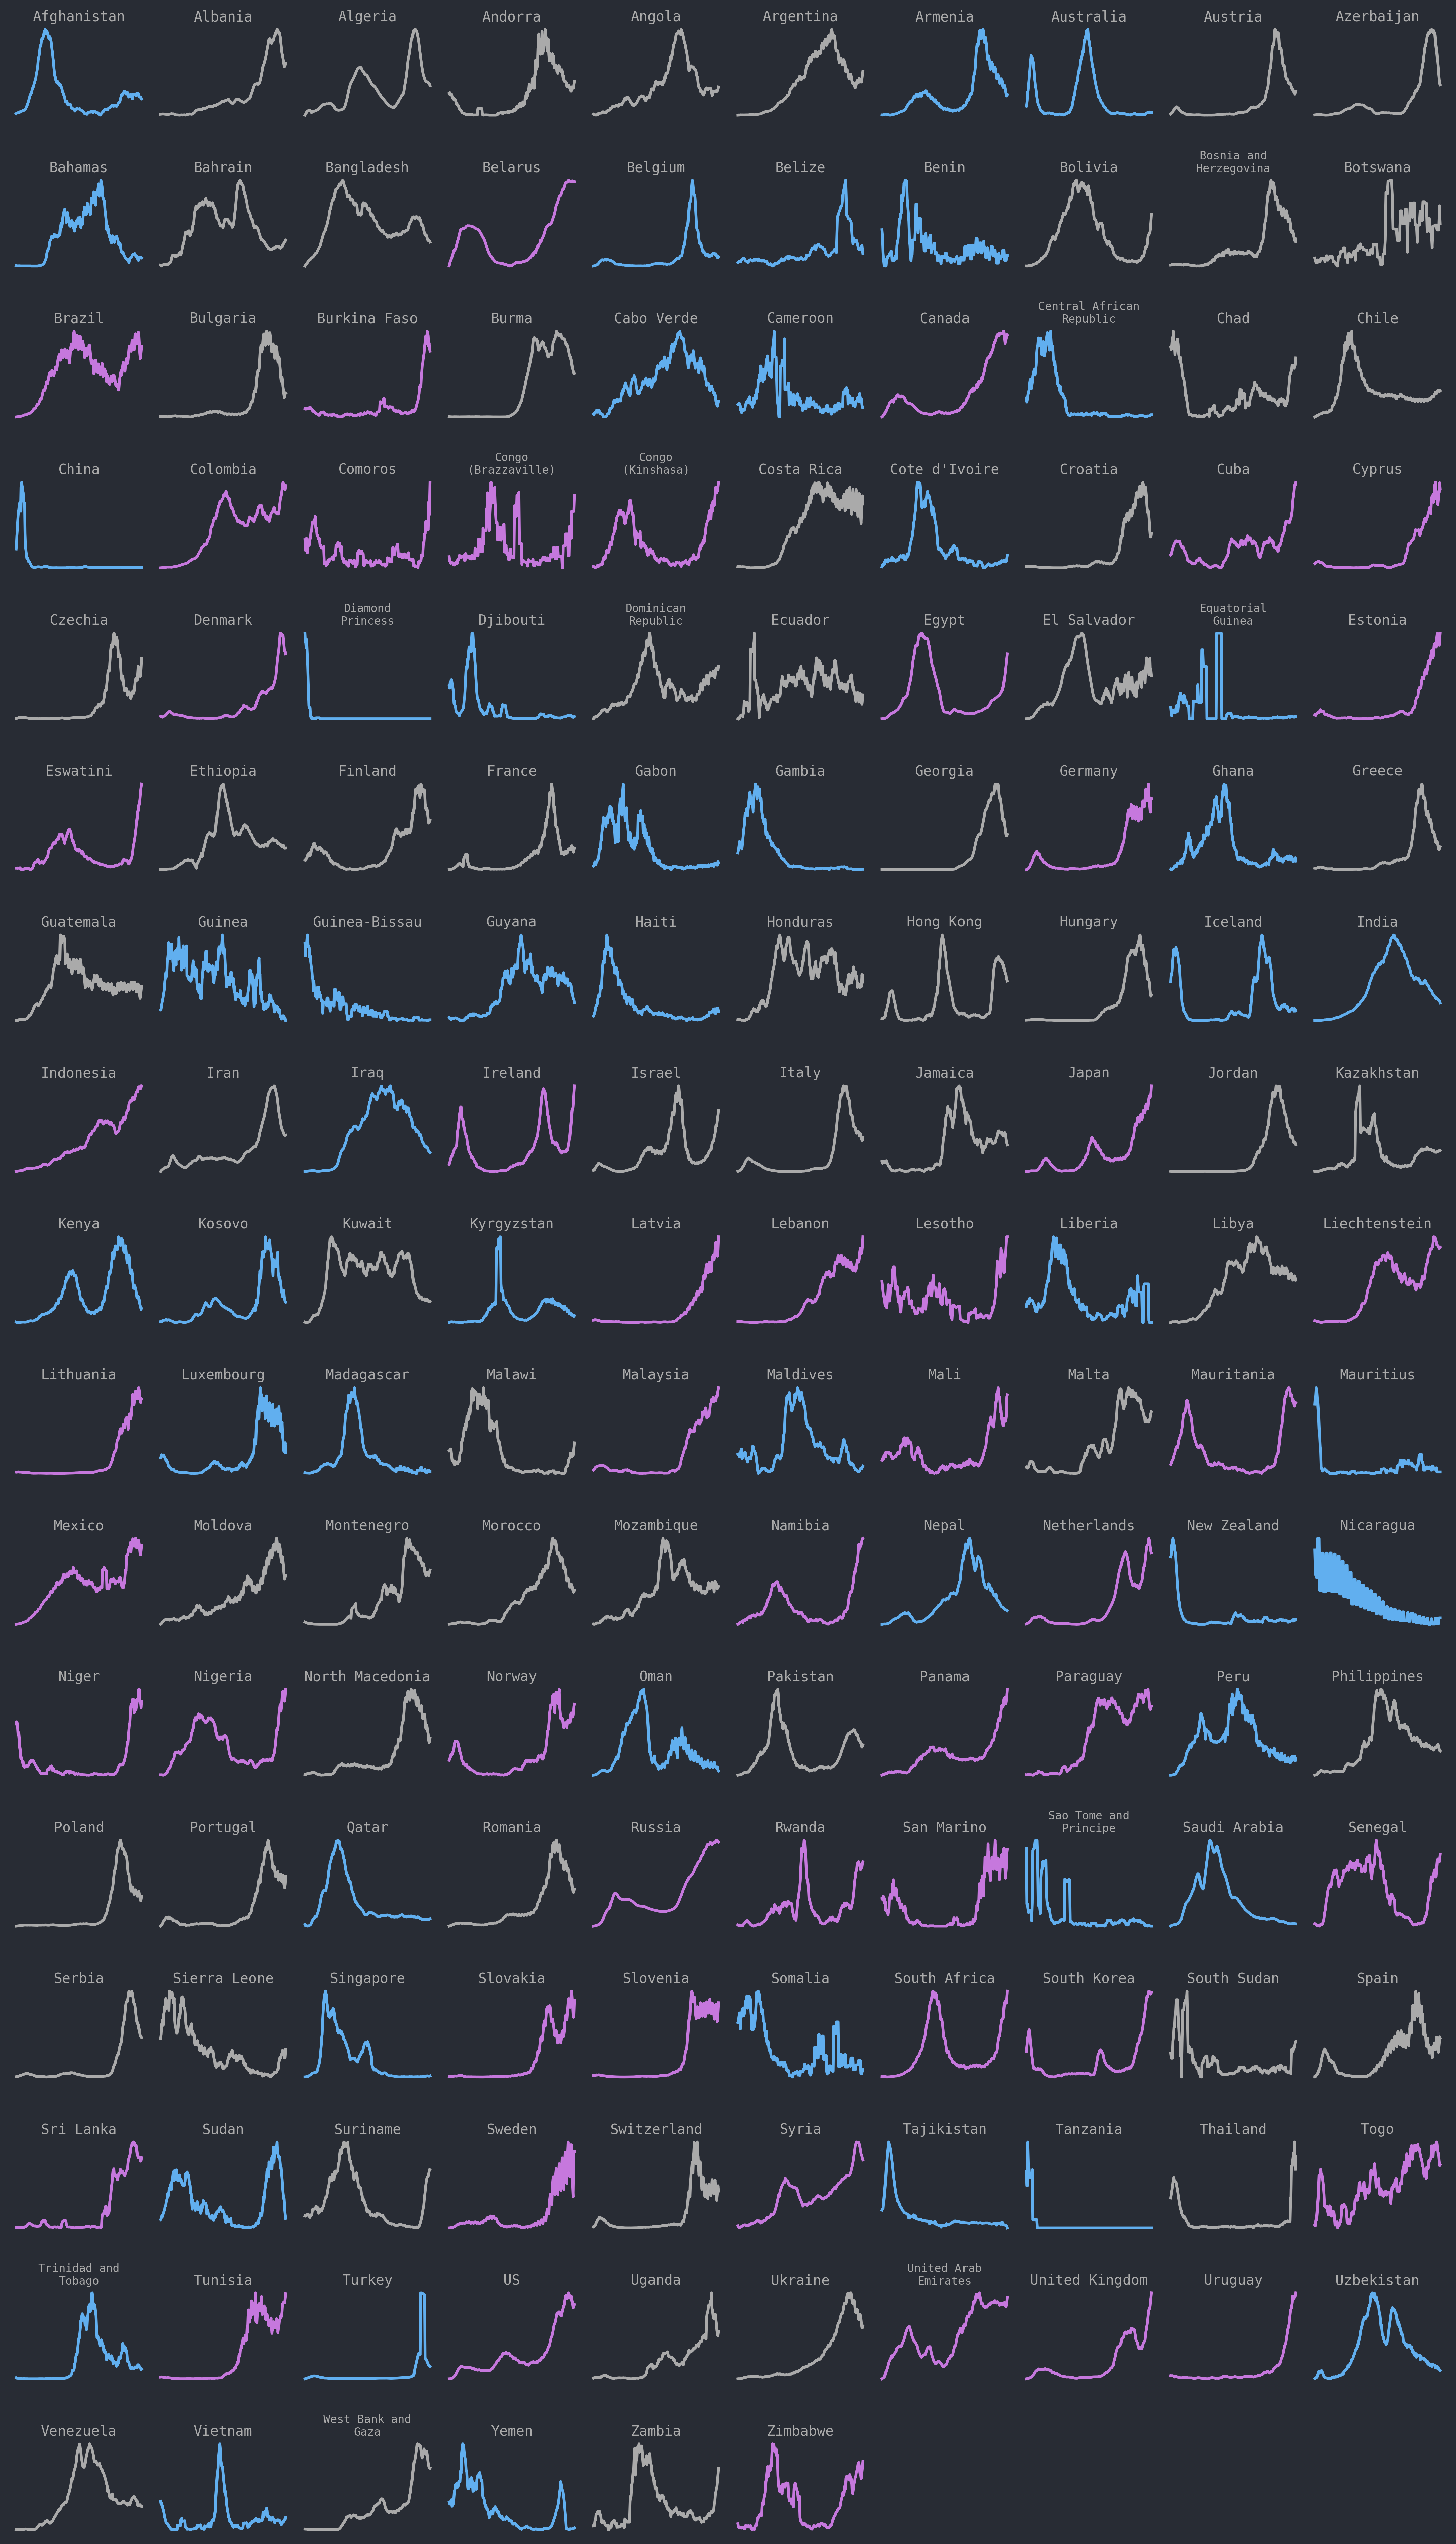 Afghanistan
Albania
Algeria
Andorra
Angola
Argentina
Armenia
Australia
Austria
Azerbaijan
Bahamas
Bahrain
Bangladesh
Belarus
Belgium
Belize
Benin
Bolivia
Bosnia and
Herzegovina
Botswana
Brazil
Bulgaria
Burkina Faso
Burma
Cabo Verde
Cameroon
Canada
Central African
Republic
Chad
Chile
China
Colombia
Comoros
Congo
(Brazzaville)
Congo
(Kinshasa)
Costa Rica
Cote d'Ivoire
Croatia
Cuba
Cyprus
Czechia
Denmark
Diamond
Princess
Djibouti
Dominican
Republic
Ecuador
Egypt
El Salvador
Equatorial
Guinea
Estonia
Eswatini
Ethiopia
Finland
France
Gabon
Gambia
Georgia
Germany
Ghana
Greece
Guatemala
Guinea
Guinea-Bissau
Guyana
Haiti
Honduras
Hong Kong
Hungary
Iceland
India
Indonesia
Iran
Iraq
Ireland
Israel
Italy
Jamaica
Japan
Jordan
Kazakhstan
Kenya
Kosovo
Kuwait
Kyrgyzstan
Latvia
Lebanon
Lesotho
Liberia
Libya
Liechtenstein
Lithuania
Luxembourg
Madagascar
Malawi
Malaysia
Maldives
Mali
Malta
Mauritania
Mauritius
Mexico
Moldova
Montenegro
Morocco
Mozambique
Namibia
Nepal
Netherlands
New Zealand
Nicaragua
Niger
Nigeria
North Macedonia
Norway
Oman
Pakistan
Panama
Paraguay
Peru
Philippines
Poland
Portugal
Qatar
Romania
Russia
Rwanda
San Marino
Sao Tome and
Principe
Saudi Arabia
Senegal
Serbia
Sierra Leone
Singapore
Slovakia
Slovenia
Somalia
South Africa
South Korea
South Sudan
Spain
Sri Lanka
Sudan
Suriname
Sweden
Switzerland
Syria
Tajikistan
Tanzania
Thailand
Togo
Trinidad and
Tobago
Tunisia
Turkey
US
Uganda
Ukraine
United Arab
Emirates
United Kingdom
Uruguay
Uzbekistan
Venezuela
Vietnam
West Bank and
Gaza
Yemen
Zambia
Zimbabwe